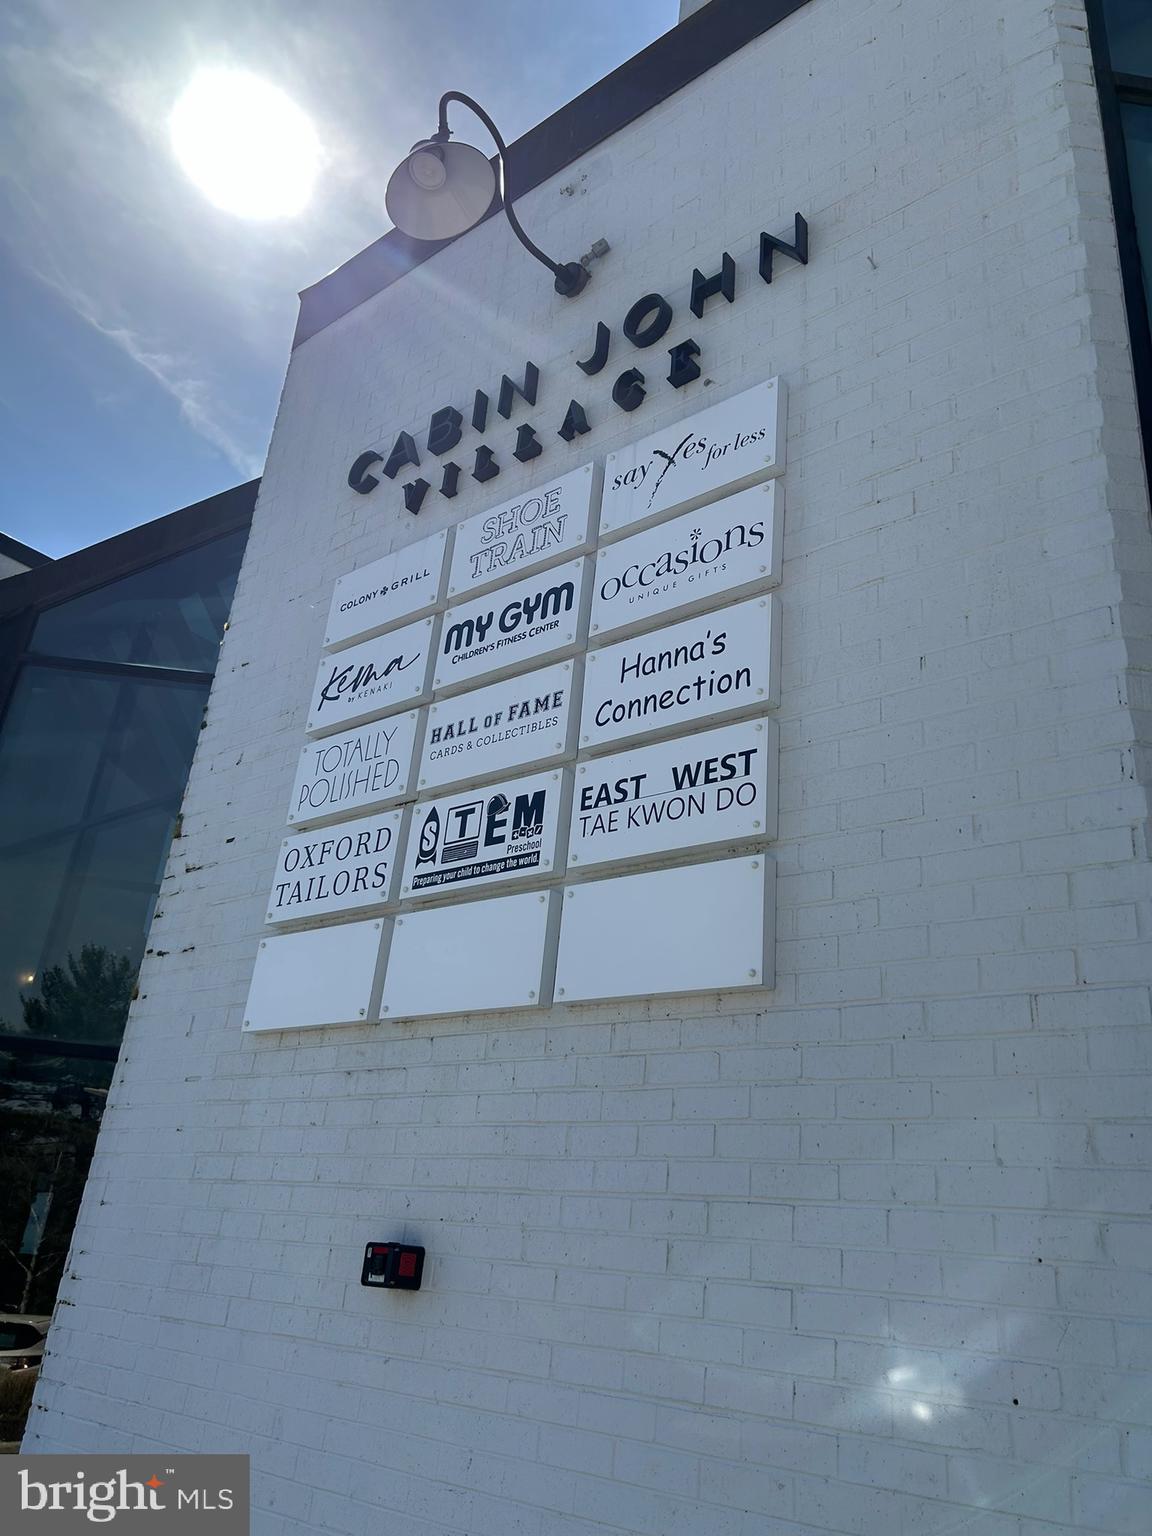 CABIN JOHN
VILLAGE
COLONY GRILL
SHOE
TRAIN
say Yes for less
Kema
by KENAKI
MY GYM
CHILDREN'S FITNESS CENTER
OCCASIONS
UNIQUE GIFTS
TOTALLY
POLISHED
HALL OF FAME
CARDS & COLLECTIBLES
Hanna's
Connection
OXFORD
TAILORS
STEM
Preschool
Preparing your child to change the world.
EAST WEST
TAE KWON DO
bright™ MLS